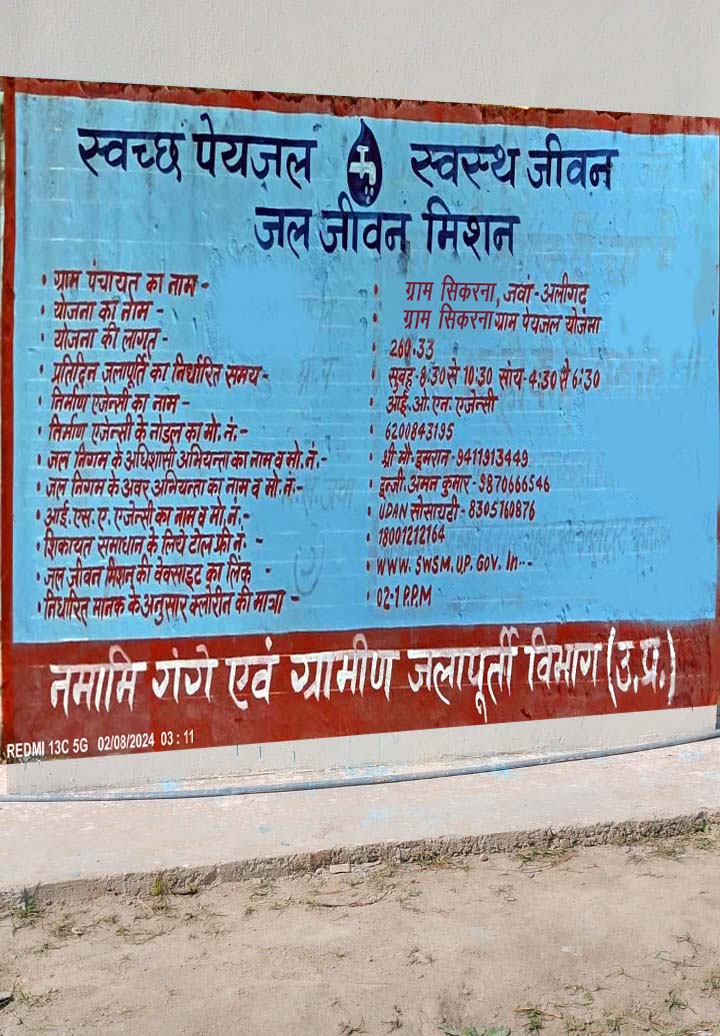 स्वच्छ पेयजल स्वस्थ जीवन
जल जीवन मिशन
• ग्राम पंचायत का नाम - • ग्राम सिकरना, जवां-अलीगढ़
• योजना का नाम - • ग्राम सिकरना ग्राम पेयजल योजना
• योजना की लागत - • 260.33
• प्रतिदिन जलापूर्ति का निर्धारित समय - • सुबह-8:30 से 10:30 सांय-4:30 से 6:30
• निर्माण एजेन्सी का नाम - • आई.ओ.एन. एजेन्सी
• निर्माण एजेन्सी के नोडल का मो. नं.- • 6200843195
• जल निगम के अधिशासी अभियन्ता का नाम व मो. नं.- • श्री मौ. इमरान-9411913449
• जल निगम के अवर अभियन्ता का नाम व मो. नं.- • इन्जी. अमन कुमार-9870666546
• आई.एस.ए. एजेन्सी का नाम व मो. नं.- • UDAN सोसायटी-8305160876
• शिकायत समाधान के लिये टोल फ्री नं. - • 18001212164
• जल जीवन मिशन की वेबसाइट का लिंक - • WWW. SWSM. UP. GOV. In--
• निर्धारित मानक के अनुसार क्लोरीन की मात्रा - • 02-1 P.P.M
नमामि गंगे एवं ग्रामीण जलापूर्ती विभाग (उ.प्र.)
REDMI 13C 5G 02/08/2024 03:11